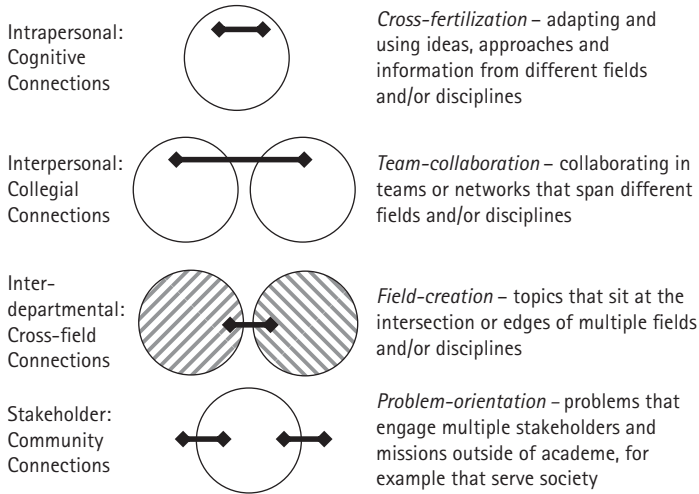 Intrapersonal:
Cognitive
Connections
Cross-fertilization – adapting and
using ideas, approaches and
information from different fields
and/or disciplines
Interpersonal:
Collegial
Connections
Team-collaboration – collaborating in
teams or networks that span different
fields and/or disciplines
Inter-
departmental:
Cross-field
Connections
Field-creation – topics that sit at the
intersection or edges of multiple fields
and/or disciplines
Stakeholder:
Community
Connections
Problem-orientation – problems that
engage multiple stakeholders and
missions outside of academe, for
example that serve society